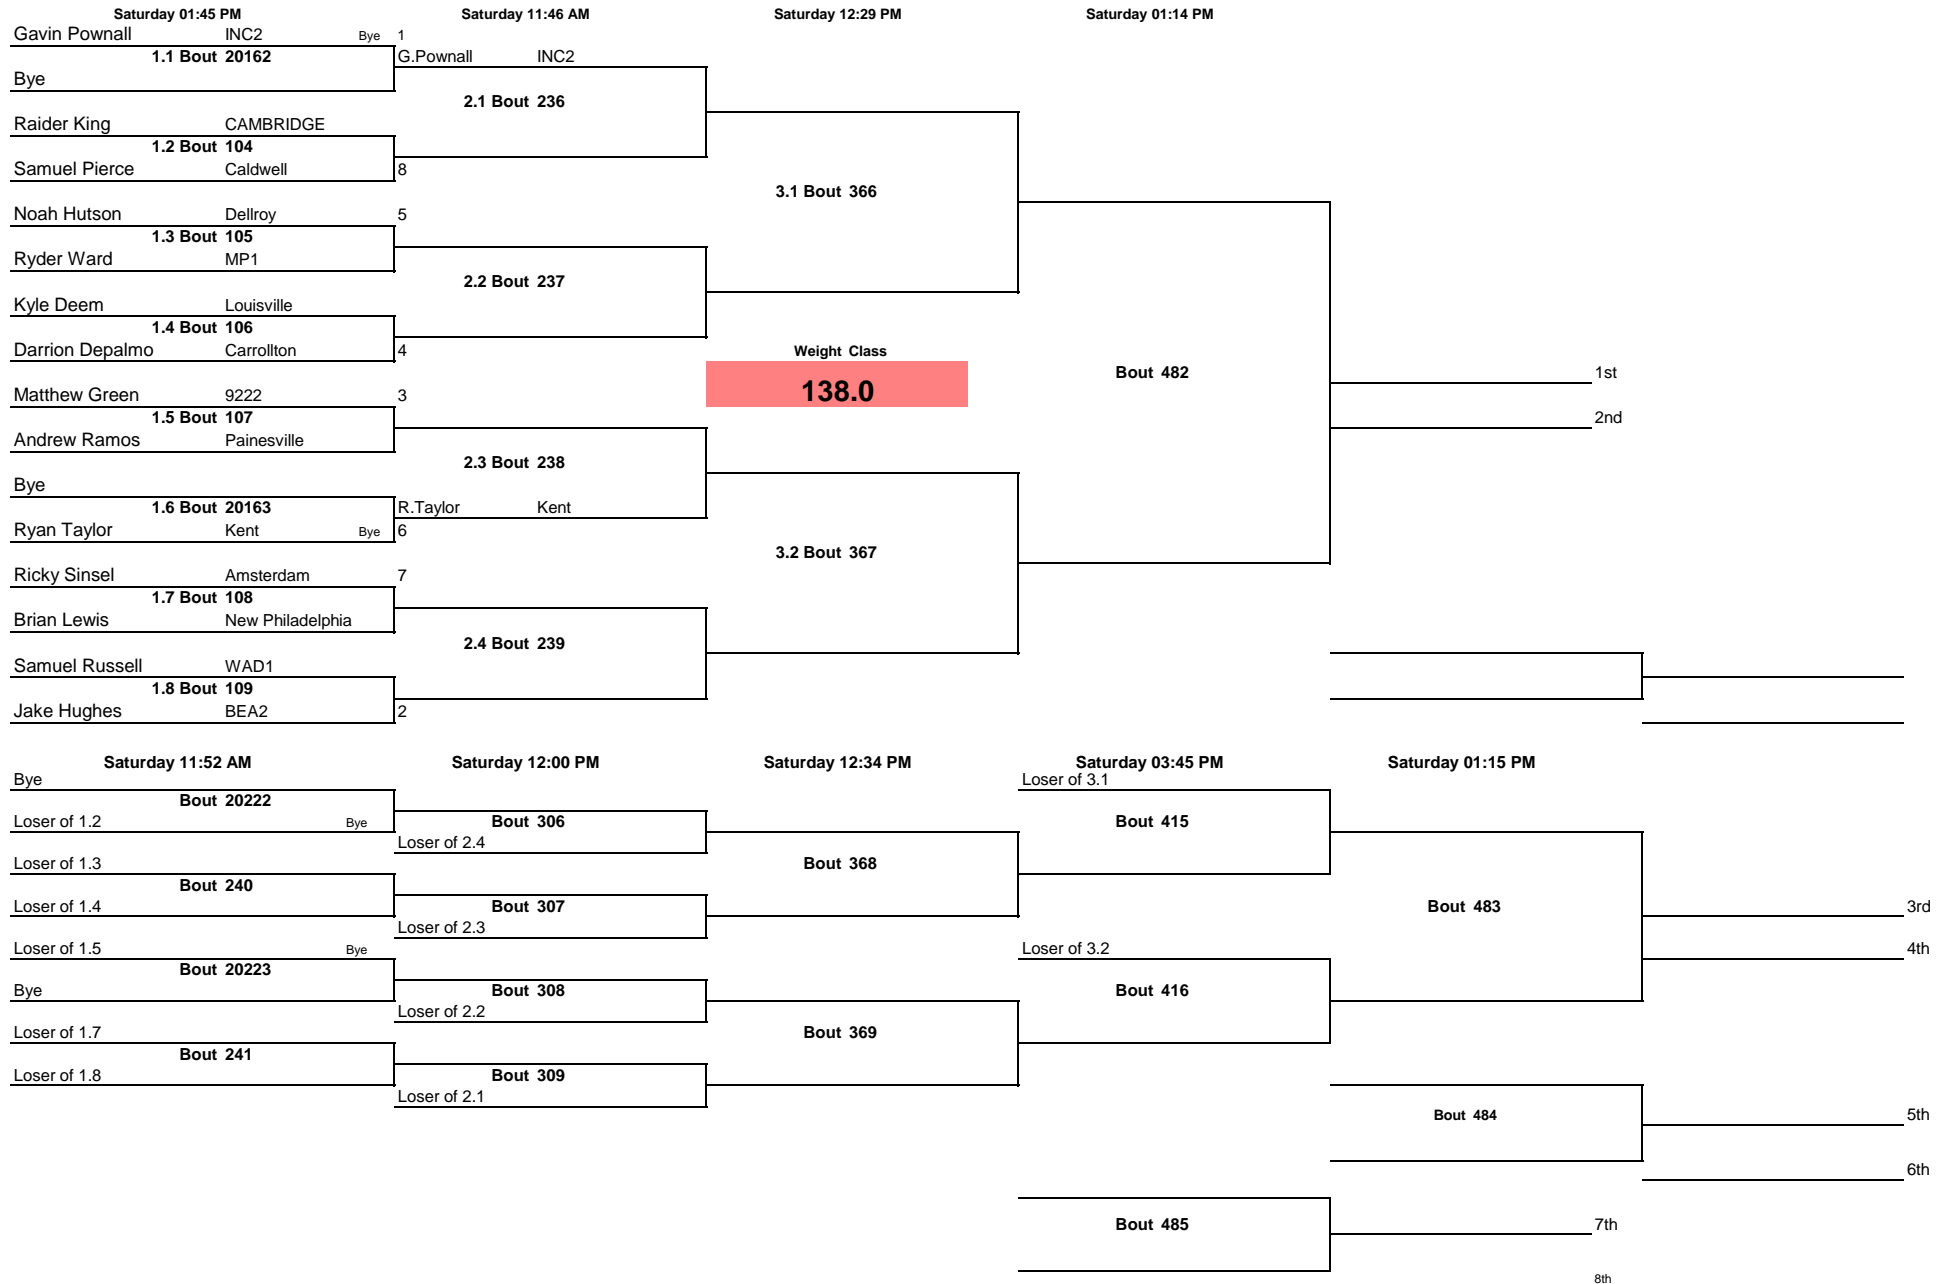 Saturday 01:45 PM Saturday 11:46 AM Saturday 12:29 PM Saturday 01:14 PM
Gavin Pownall INC2 Bye 1
1.1 Bout 20162 G.Pownall INC2
Bye
2.1 Bout 236
Raider King CAMBRIDGE
1.2 Bout 104
Samuel Pierce Caldwell 8
3.1 Bout 366
Noah Hutson Dellroy 5
1.3 Bout 105
Ryder Ward MP1
2.2 Bout 237
Kyle Deem Louisville
1.4 Bout 106
Darrion Depalmo Carrollton 4 Weight Class
Bout 482 1st
138.0
Matthew Green 9222 3
1.5 Bout 107 2nd
Andrew Ramos Painesville
2.3 Bout 238
Bye
1.6 Bout 20163 R.Taylor Kent
Ryan Taylor Kent Bye 6
3.2 Bout 367
Ricky Sinsel Amsterdam 7
1.7 Bout 108
Brian Lewis New Philadelphia
2.4 Bout 239
Samuel Russell WAD1
1.8 Bout 109
Jake Hughes BEA2 2
Saturday 11:52 AM Saturday 12:00 PM Saturday 12:34 PM Saturday 03:45 PM Saturday 01:15 PM
Bye Loser of 3.1
Bout 20222
Loser of 1.2 Bye Bout 306 Bout 415
Loser of 2.4
Loser of 1.3 Bout 368
Bout 240
Loser of 1.4 Bout 307 Bout 483 3rd
Loser of 2.3
Loser of 1.5 Bye Loser of 3.2 4th
Bout 20223
Bye Bout 308 Bout 416
Loser of 2.2
Loser of 1.7 Bout 369
Bout 241
Loser of 1.8 Bout 309
Loser of 2.1
Bout 484 5th
6th
Bout 485 7th
8th